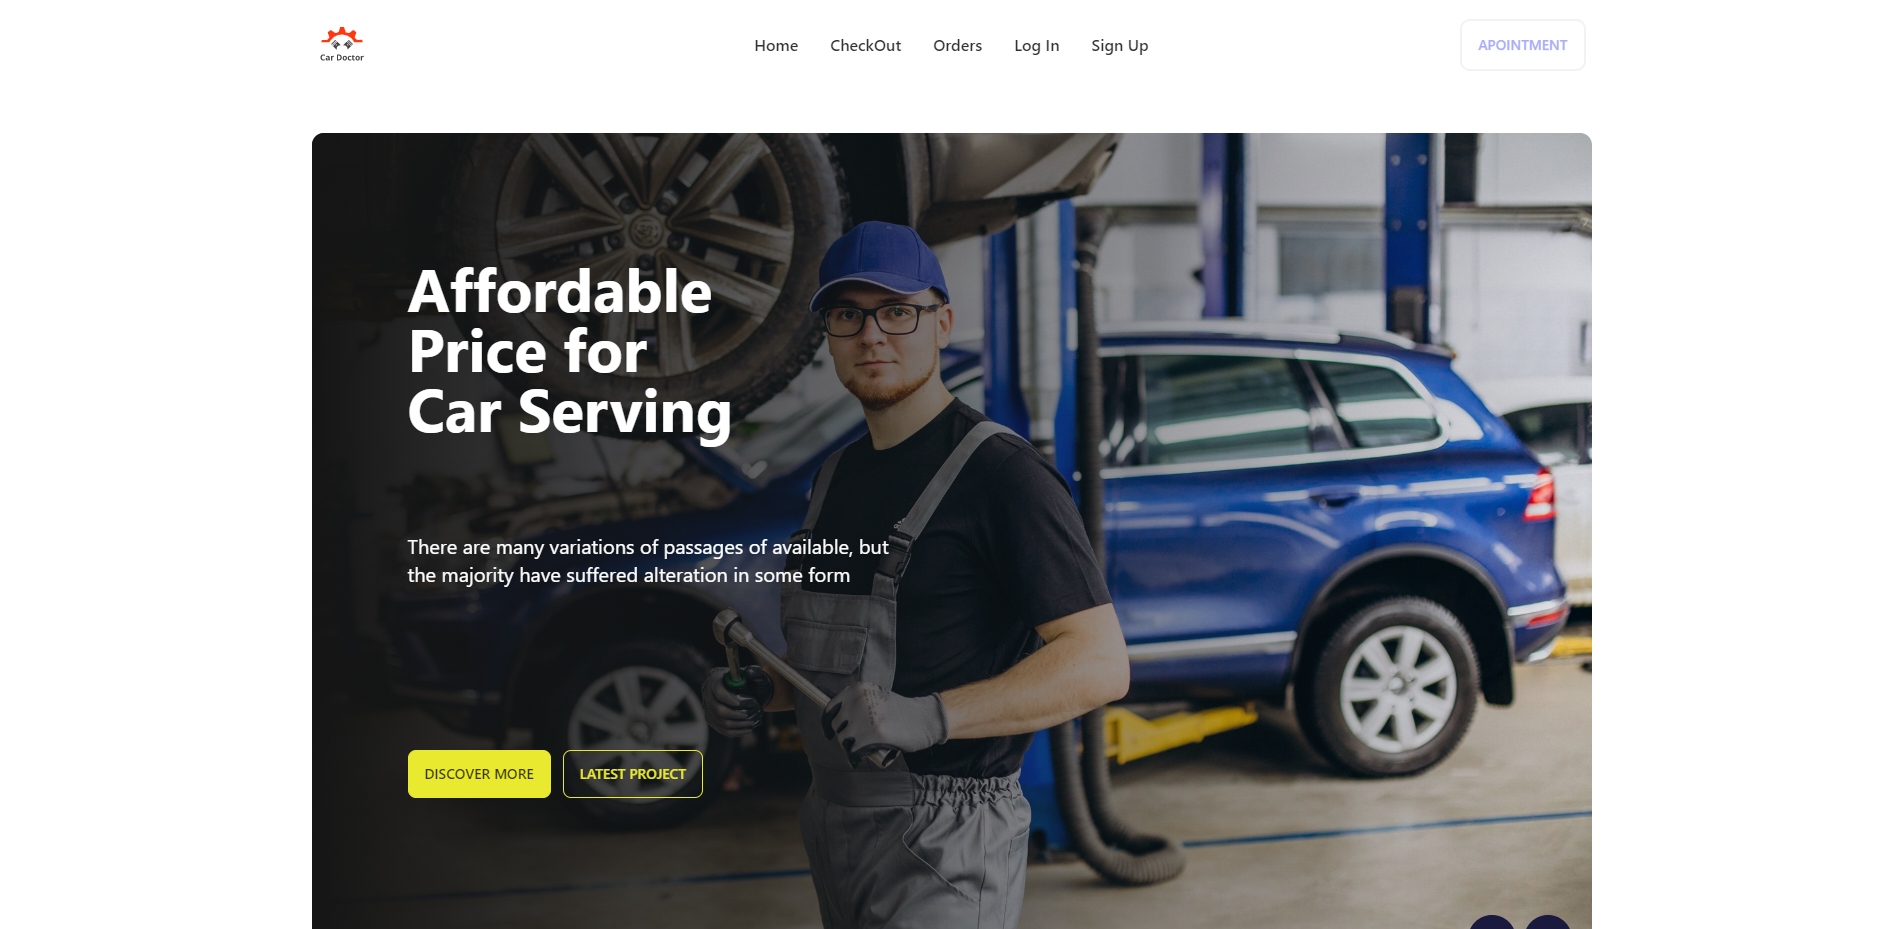 Car Doctor
Home
CheckOut
Orders
Log In
Sign Up
APOINTMENT
Affordable
Price for
Car Serving
There are many variations of passages of available, but
the majority have suffered alteration in some form
DISCOVER MORE
LATEST PROJECT